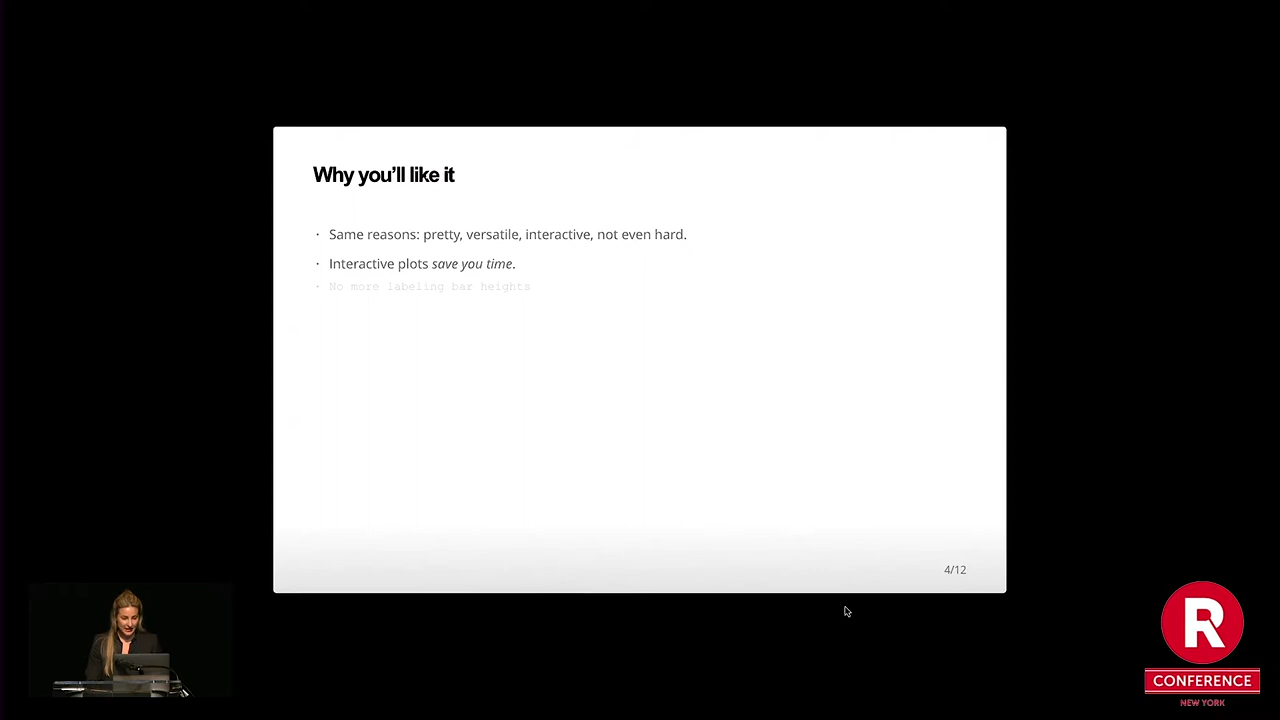 Why you'll like it
· Same reasons: pretty, versatile, interactive, not even hard.
· Interactive plots save you time.
· No more labeling bar heights
4/12
R
CONFERENCE
NEW YORK